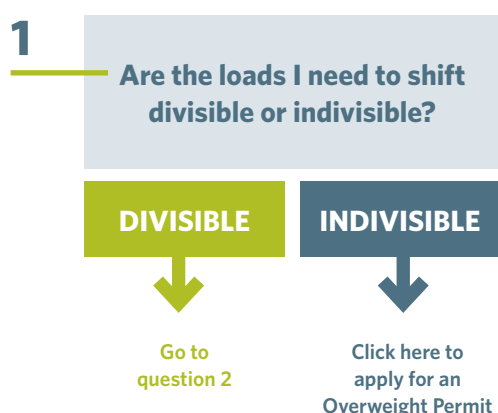 1
Are the loads I need to shift
divisible or indivisible?
DIVISIBLE
INDIVISIBLE
Go to
question 2
Click here to
apply for an
Overweight Permit